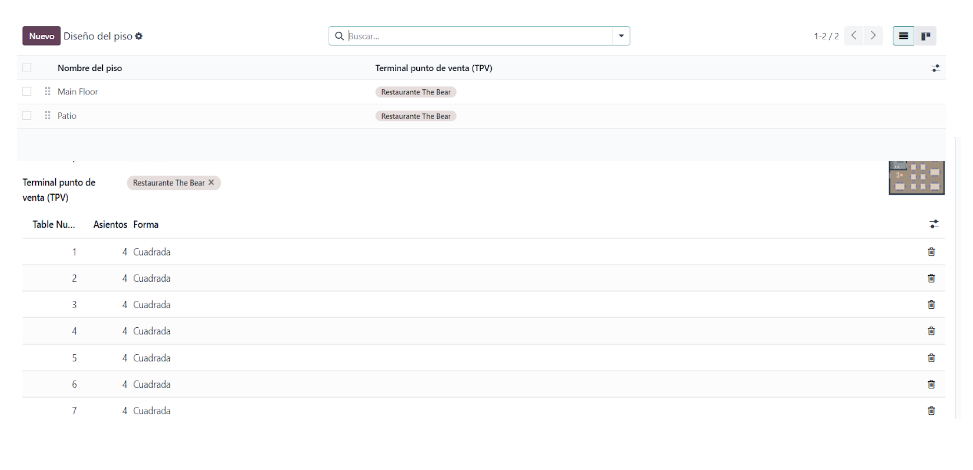 Nuevo Diseño del piso Buscar... 1-2 / 2
Nombre del piso Terminal punto de venta (TPV)
Main Floor Restaurante The Bear
Patio Restaurante The Bear
Terminal punto de venta (TPV) Restaurante The Bear ×
Table Nu... Asientos Forma
1 4 Cuadrada
2 4 Cuadrada
3 4 Cuadrada
4 4 Cuadrada
5 4 Cuadrada
6 4 Cuadrada
7 4 Cuadrada